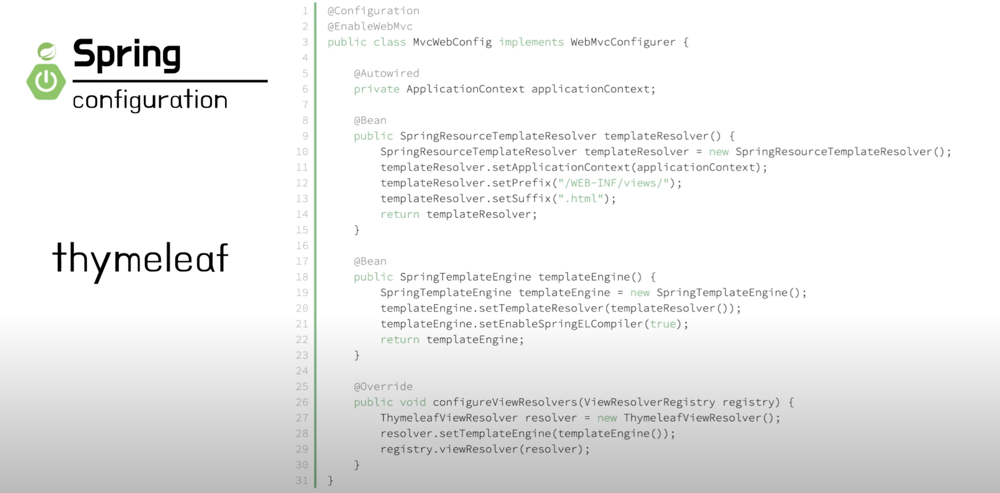 Spring
configuration
thymeleaf
1 @Configuration
2 @EnableWebMvc
3 public class MvcWebConfig implements WebMvcConfigurer {
4
5 @Autowired
6 private ApplicationContext applicationContext;
7
8 @Bean
9 public SpringResourceTemplateResolver templateResolver() {
10 SpringResourceTemplateResolver templateResolver = new SpringResourceTemplateResolver();
11 templateResolver.setApplicationContext(applicationContext);
12 templateResolver.setPrefix("/WEB-INF/views/");
13 templateResolver.setSuffix(".html");
14 return templateResolver;
15 }
16
17 @Bean
18 public SpringTemplateEngine templateEngine() {
19 SpringTemplateEngine templateEngine = new SpringTemplateEngine();
20 templateEngine.setTemplateResolver(templateResolver());
21 templateEngine.setEnableSpringELCompiler(true);
22 return templateEngine;
23 }
24
25 @Override
26 public void configureViewResolvers(ViewResolverRegistry registry) {
27 ThymeleafViewResolver resolver = new ThymeleafViewResolver();
28 resolver.setTemplateEngine(templateEngine());
29 registry.viewResolver(resolver);
30 }
31 }